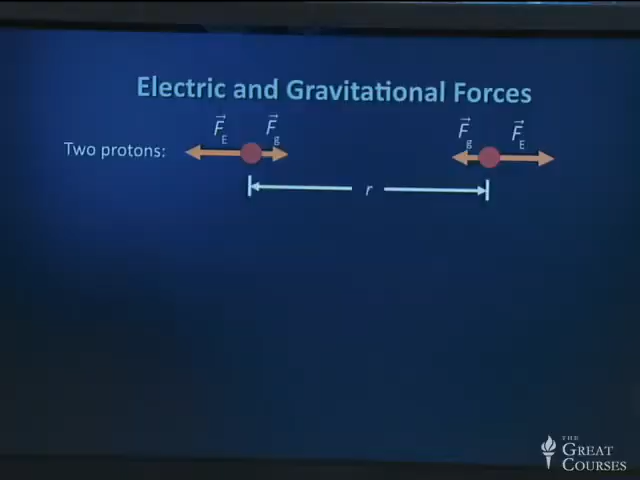 Electric and Gravitational Forces
F⃗E F⃗g F⃗g F⃗E
Two protons:
r
THE
GREAT
COURSES